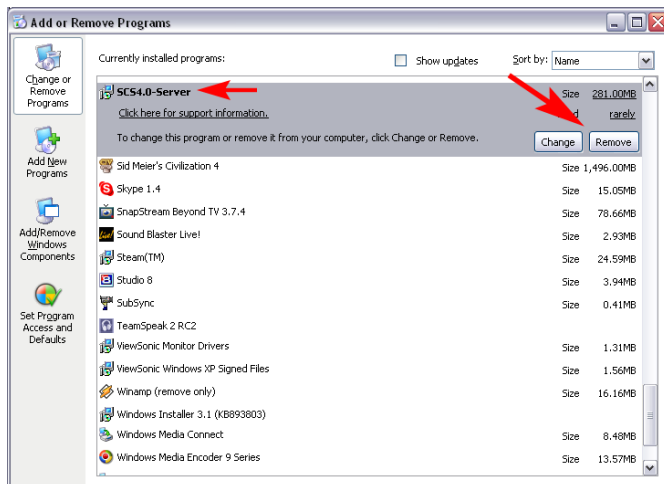 Add or Remove Programs
Change or
Remove
Programs
Add New
Programs
Add/Remove
Windows
Components
Set Program
Access and
Defaults
Currently installed programs:
Show updates
Sort by: Name
SCS4.0-Server Size 281.00MB
Click here for support information. rarely
To change this program or remove it from your computer, click Change or Remove. Change Remove
Sid Meier's Civilization 4 Size 1,496.00MB
Skype 1.4 Size 15.05MB
SnapStream Beyond TV 3.7.4 Size 78.66MB
Sound Blaster Live! Size 2.93MB
Steam(TM) Size 24.59MB
Studio 8 Size 3.94MB
SubSync Size 0.41MB
TeamSpeak 2 RC2
ViewSonic Monitor Drivers Size 1.31MB
ViewSonic Windows XP Signed Files Size 1.56MB
Winamp (remove only) Size 16.16MB
Windows Installer 3.1 (KB893803)
Windows Media Connect Size 8.48MB
Windows Media Encoder 9 Series Size 13.57MB